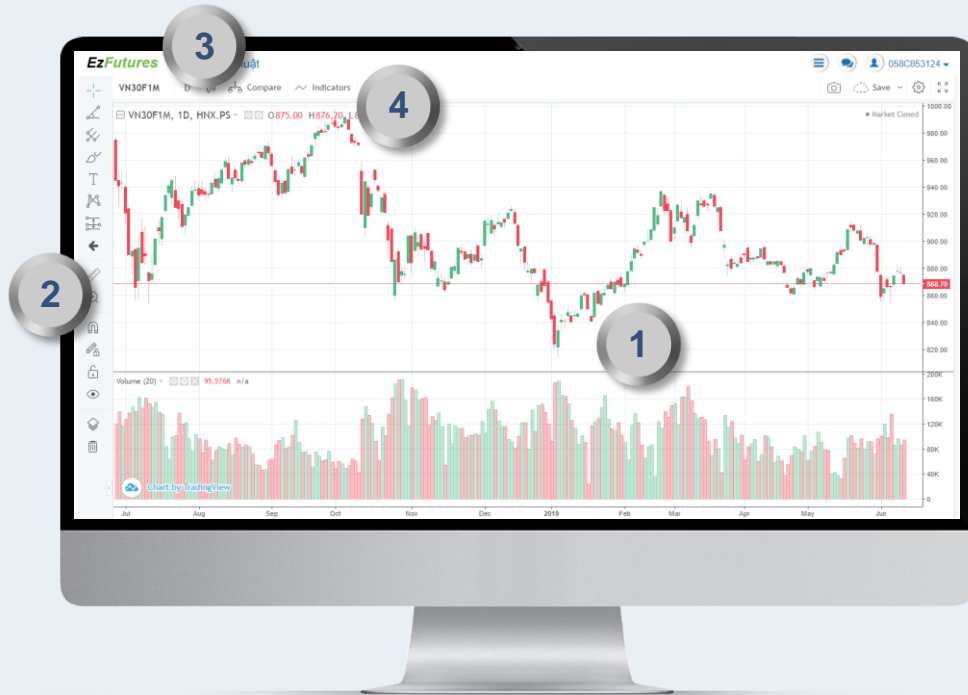 3
EzFutures uật 058C853124
VN30F1M D Compare Indicators Save
4
VN30F1M, 1D, HNX.PS O875.00 H876.20 L8
Market Closed
1000.00
980.00
960.00
940.00
920.00
900.00
880.00
868.70
860.00
840.00
820.00
2
1
Volume (20) 95.576K n/a
200K
160K
120K
80K
40K
0
Chart by TradingView
Jul Aug Sep Oct Nov Dec 2019 Feb Mar Apr May Jun